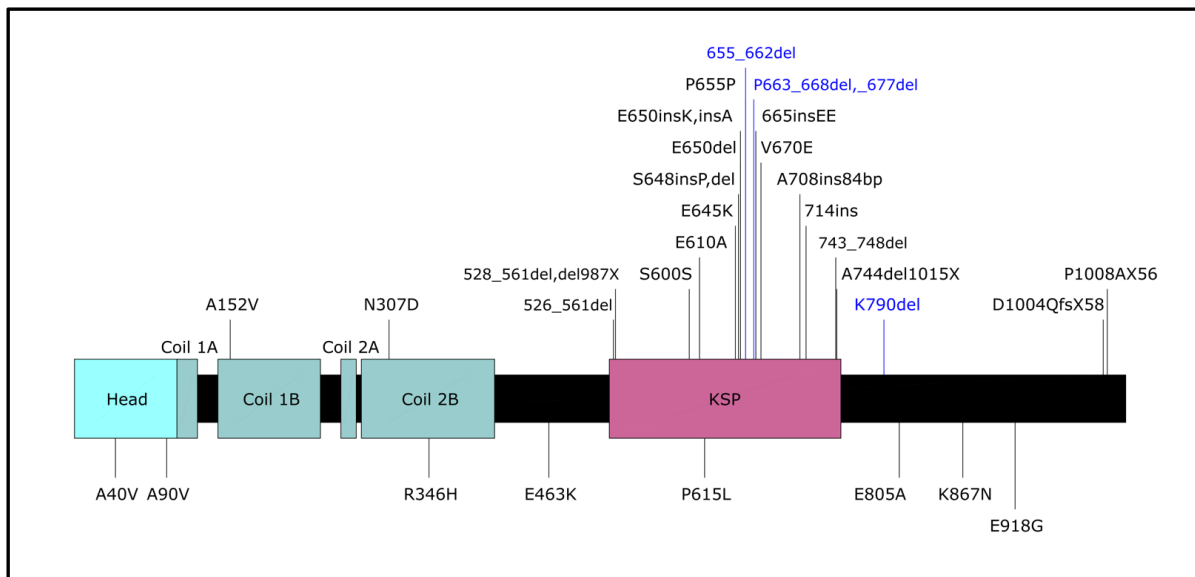 655_662del
P655P
P663_668del,_677del
E650insK,insA
665insEE
E650del
V670E
S648insP,del
A708ins84bp
E645K
714ins
E610A
743_748del
528_561del,del987X
S600S
A744del1015X
P1008AX56
A152V
N307D
526_561del
K790del
D1004QfsX58
Coil 1A
Coil 2A
Head
Coil 1B
Coil 2B
KSP
A40V
A90V
R346H
E463K
P615L
E805A
K867N
E918G